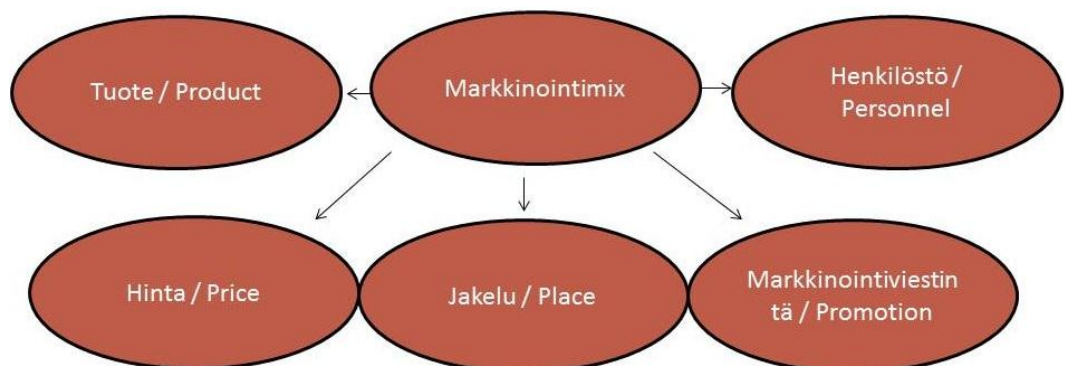 Tuote / Product
Markkinointimix
Henkilöstö /
Personnel
Hinta / Price
Jakelu / Place
Markkinointiviestin
tä / Promotion